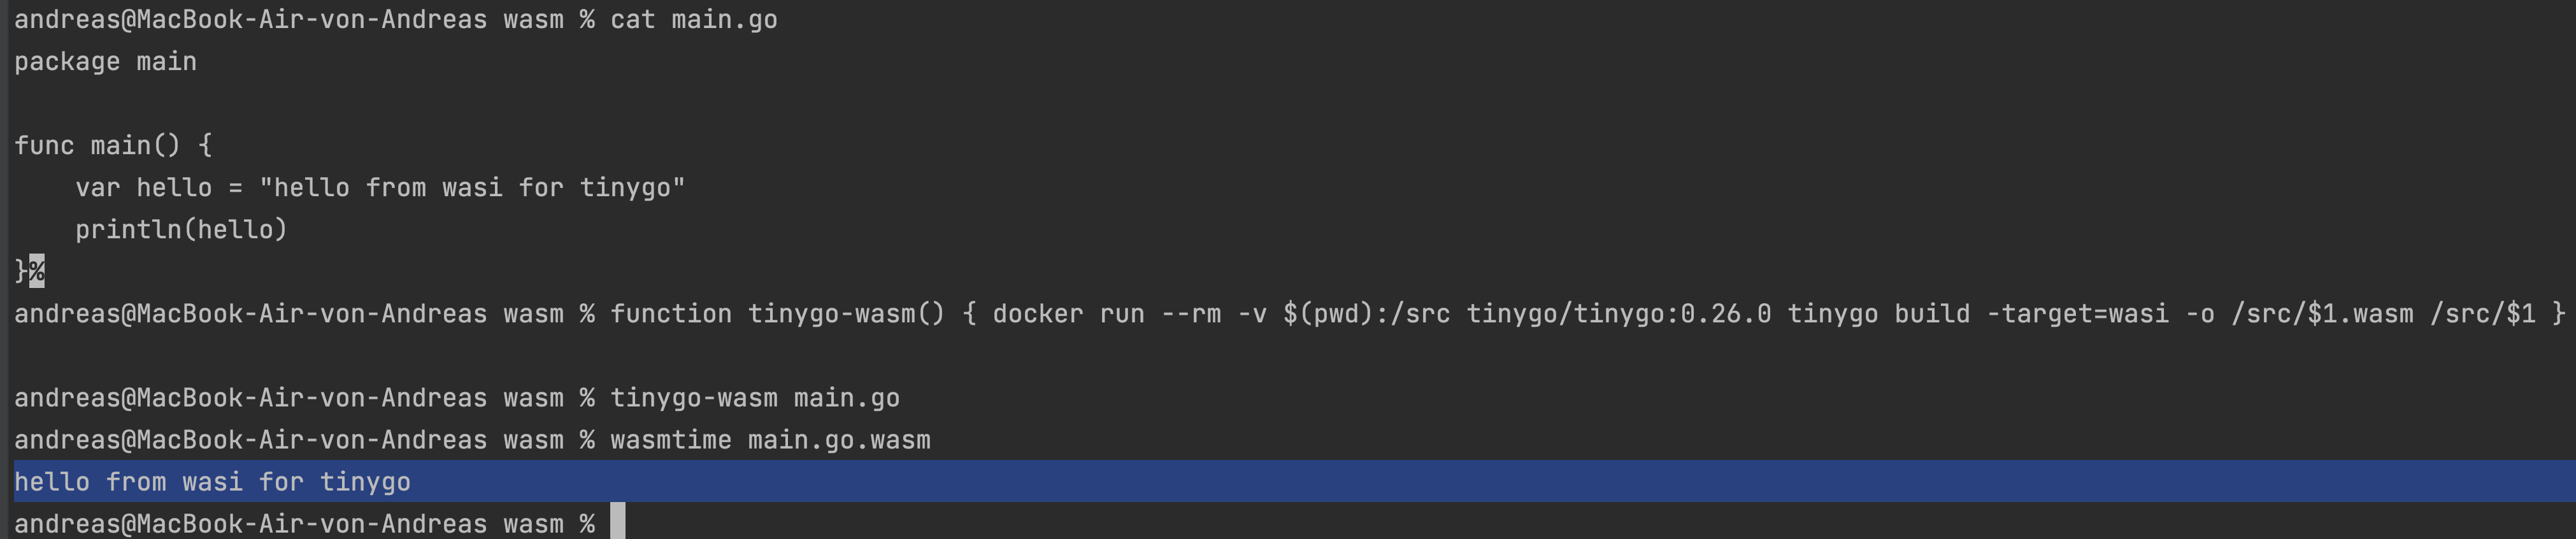 andreas@MacBook-Air-von-Andreas wasm % cat main.go
package main

func main() {
    var hello = "hello from wasi for tinygo"
    println(hello)
}%
andreas@MacBook-Air-von-Andreas wasm % function tinygo-wasm() { docker run --rm -v $(pwd):/src tinygo/tinygo:0.26.0 tinygo build -target=wasi -o /src/$1.wasm /src/$1 }

andreas@MacBook-Air-von-Andreas wasm % tinygo-wasm main.go
andreas@MacBook-Air-von-Andreas wasm % wasmtime main.go.wasm
hello from wasi for tinygo
andreas@MacBook-Air-von-Andreas wasm %